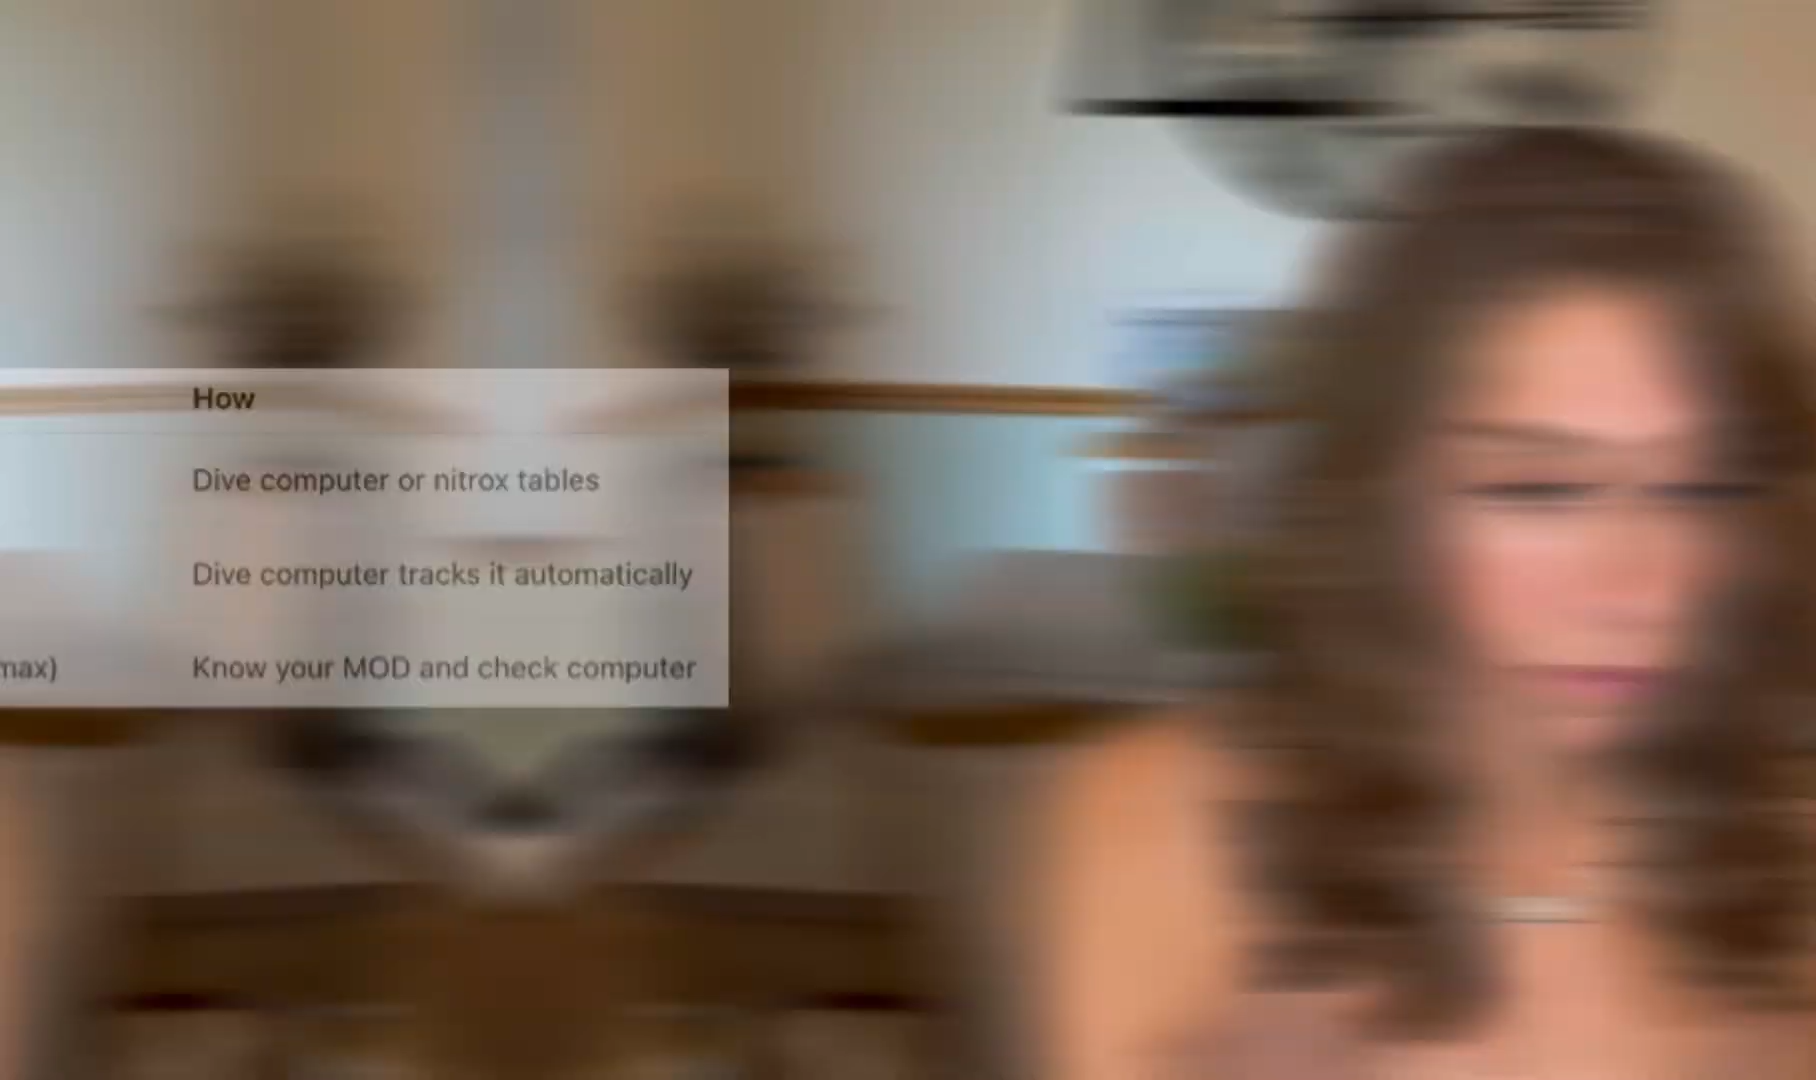 How
Dive computer or nitrox tables
Dive computer tracks it automatically
max) Know your MOD and check computer